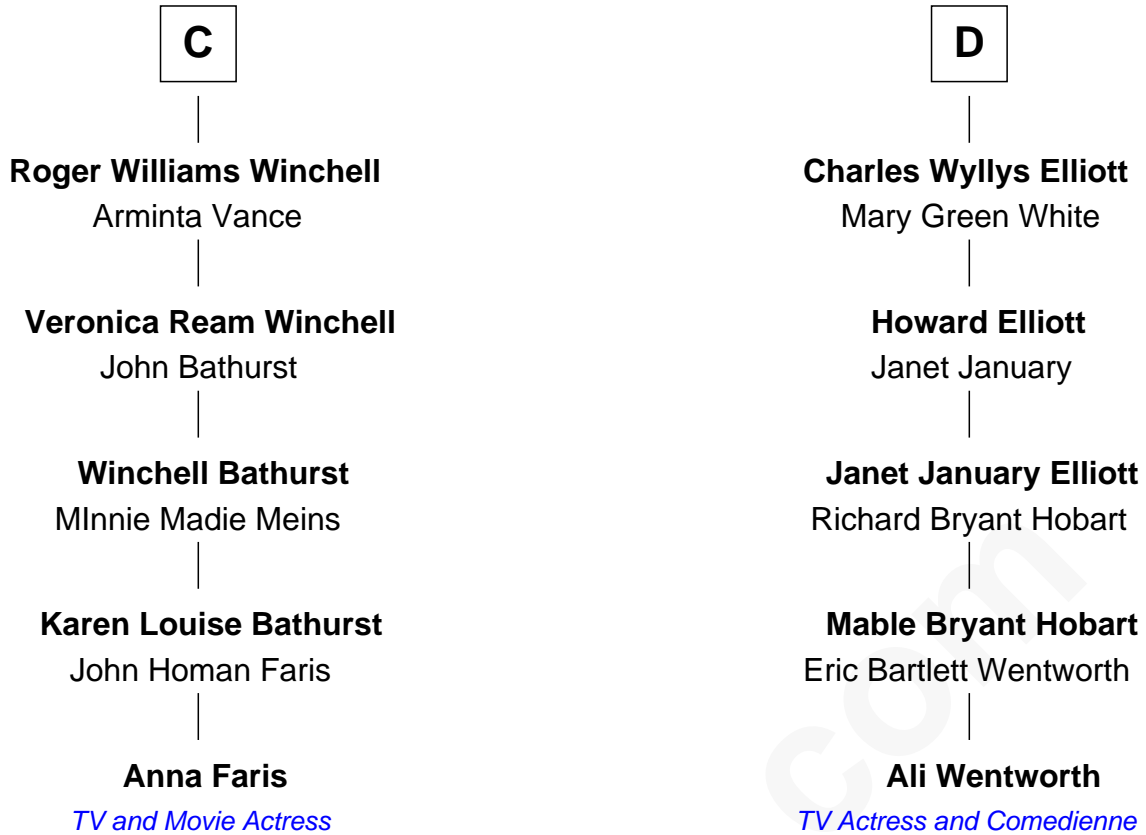 C
Roger Williams Winchell
Arminta Vance
Veronica Ream Winchell
John Bathurst
Winchell Bathurst
MInnie Madie Meins
Karen Louise Bathurst
John Homan Faris
Anna Faris
TV and Movie Actress
D
Charles Wyllys Elliott
Mary Green White
Howard Elliott
Janet January
Janet January Elliott
Richard Bryant Hobart
Mable Bryant Hobart
Eric Bartlett Wentworth
Ali Wentworth
TV Actress and Comedienne
com